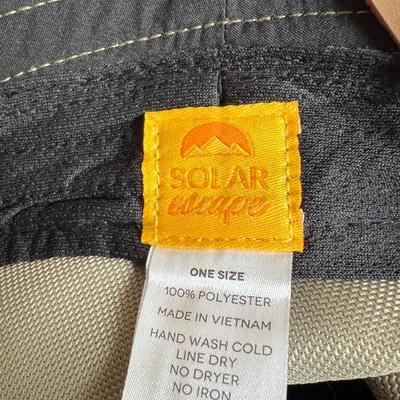 SOLAR
escape
ONE SIZE
100% POLYESTER
MADE IN VIETNAM
HAND WASH COLD
LINE DRY
NO DRYER
NO IRON